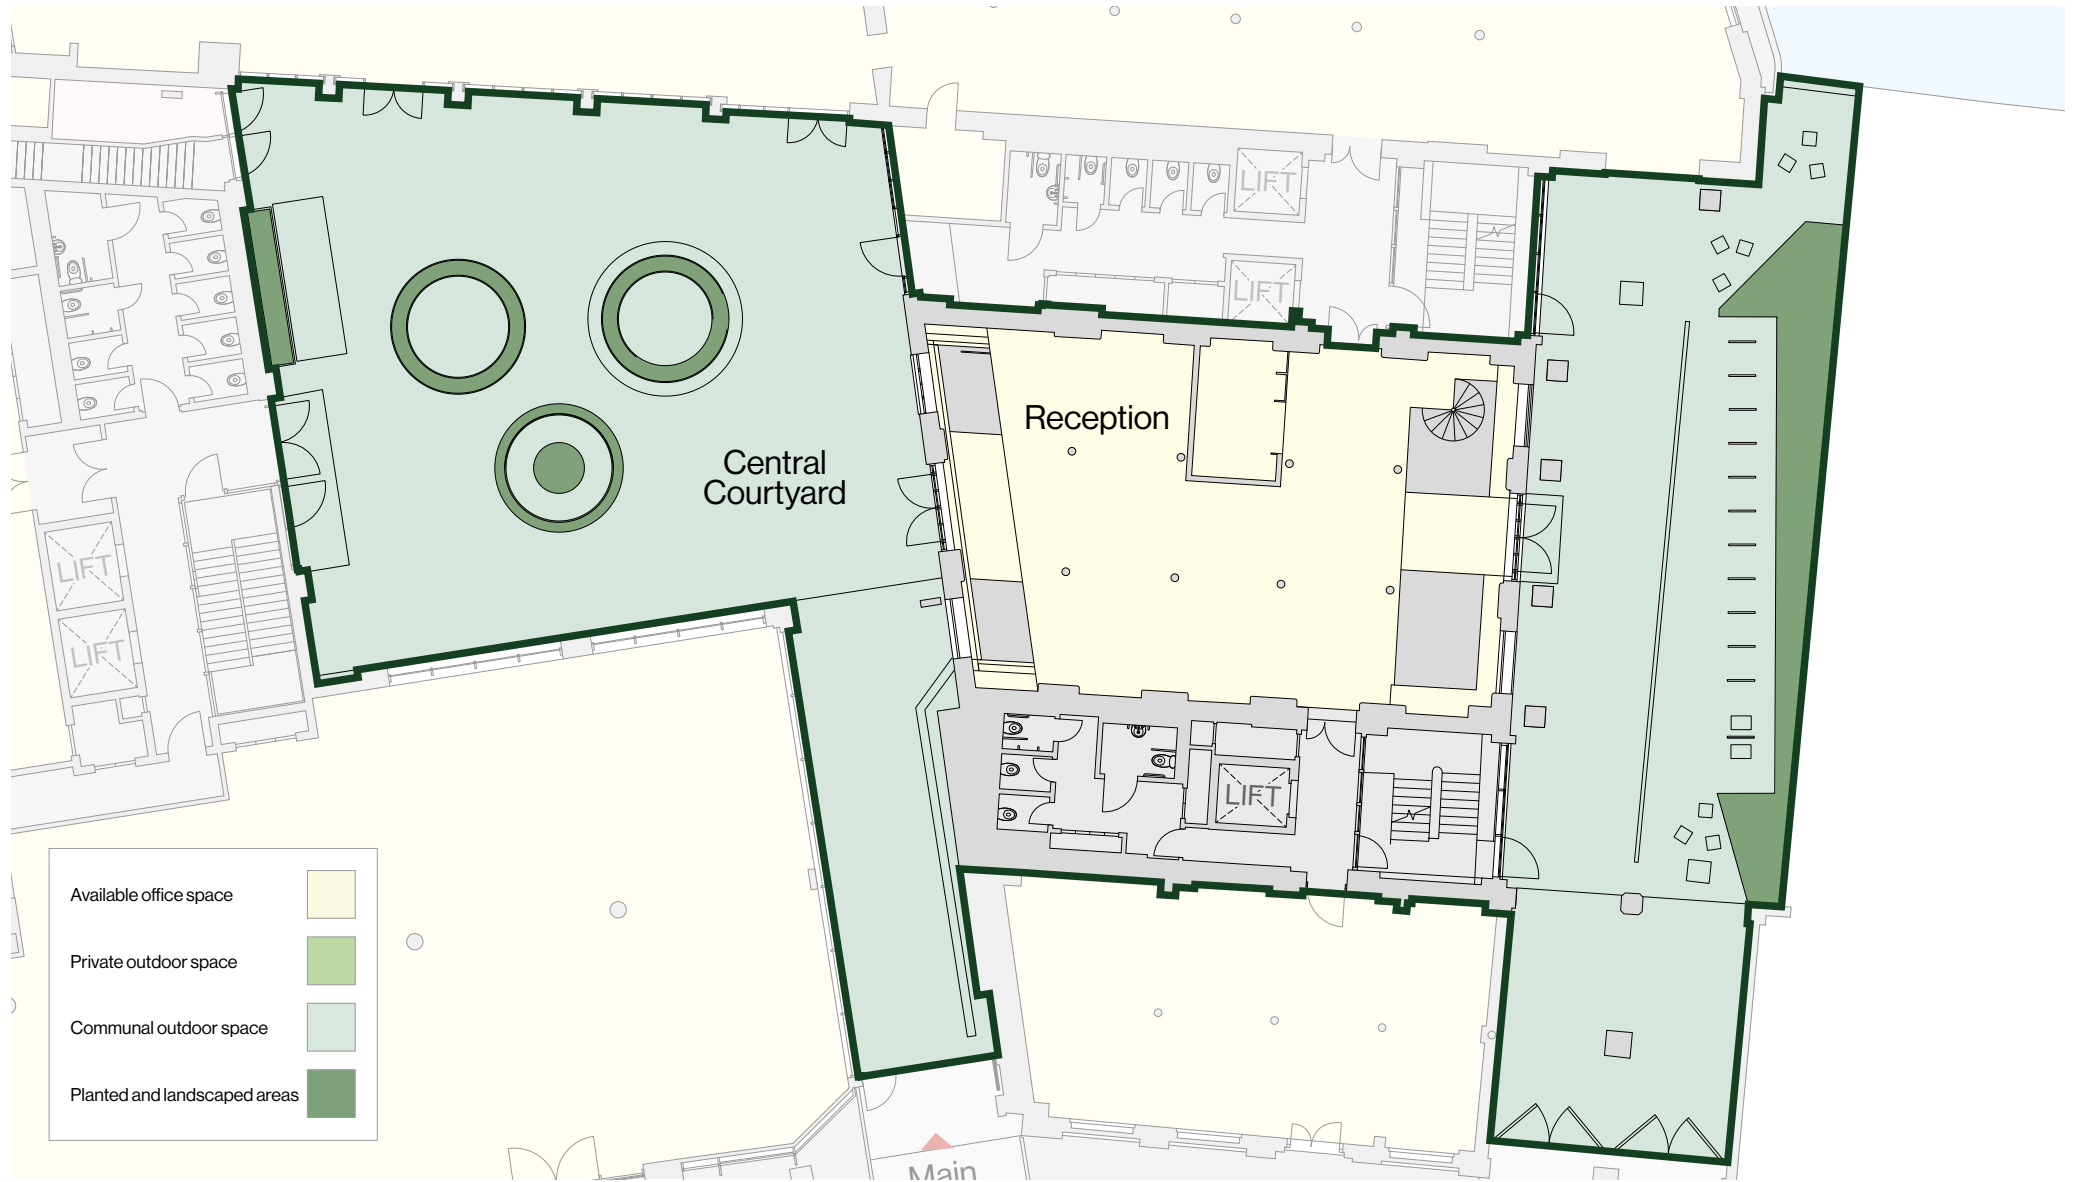 LIFT
LIFT
Reception
Central
Courtyard
LIFT
LIFT
LIFT
Available office space
Private outdoor space
Communal outdoor space
Planted and landscaped areas
Main